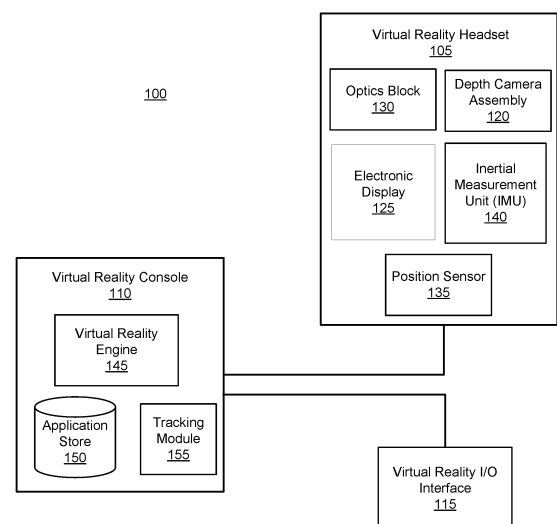 100
Virtual Reality Headset
105
Optics Block
130
Depth Camera
Assembly
120
Electronic
Display
125
Inertial
Measurement
Unit (IMU)
140
Position Sensor
135
Virtual Reality Console
110
Virtual Reality
Engine
145
Application
Store
150
Tracking
Module
155
Virtual Reality I/O
Interface
115